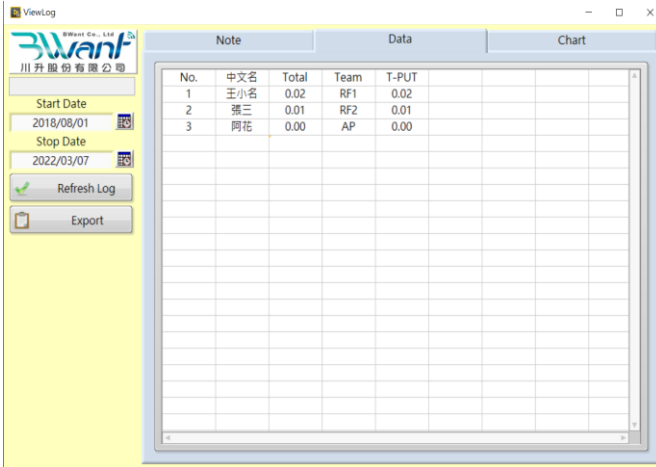 ViewLog
BWant Co., Ltd
BWant
川升股份有限公司
Start Date
2018/08/01
Stop Date
2022/03/07
Refresh Log
Export
Note Data Chart
No. 中文名 Total Team T-PUT
1 王小名 0.02 RF1 0.02
2 張三 0.01 RF2 0.01
3 阿花 0.00 AP 0.00